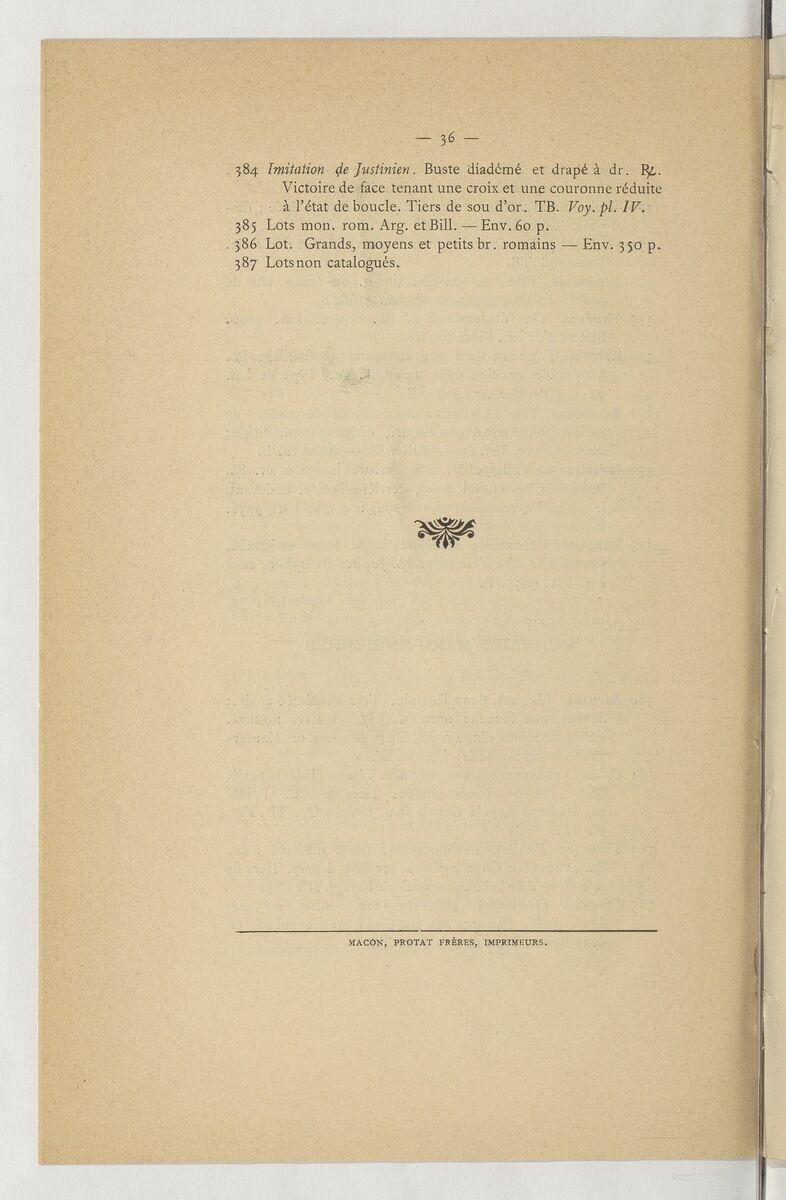 — 36 —
384 Imitation de Justinien. Buste diadémé et drapé à dr. ℞.
Victoire de face tenant une croix et une couronne réduite
à l'état de boucle. Tiers de sou d'or. TB. Voy. pl. IV.
385 Lots mon. rom. Arg. et Bill. — Env. 60 p.
386 Lot. Grands, moyens et petits br. romains — Env. 350 p.
387 Lots non catalogués.
MACON, PROTAT FRÈRES, IMPRIMEURS.